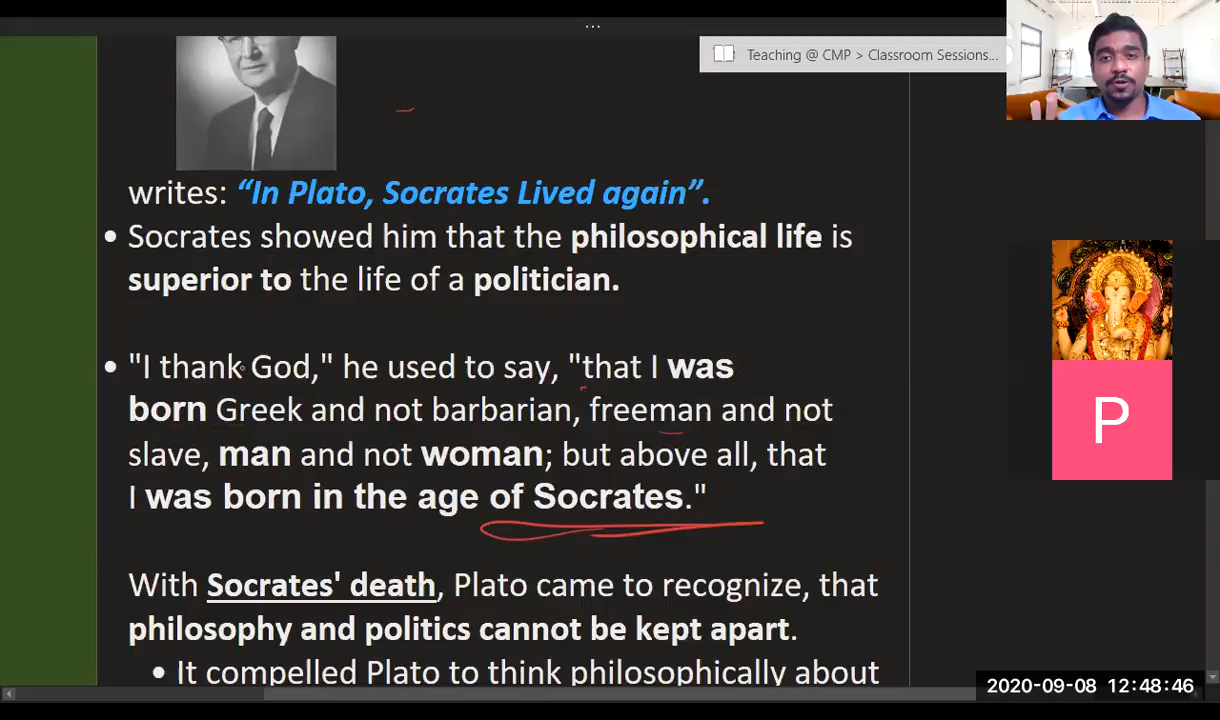 ...
Teaching @ CMP > Classroom Sessions...
writes: “In Plato, Socrates Lived again”.
• Socrates showed him that the philosophical life is
superior to the life of a politician.
• "I thank God," he used to say, "that I was
born Greek and not barbarian, freeman and not
slave, man and not woman; but above all, that
I was born in the age of Socrates."
With Socrates' death, Plato came to recognize, that
philosophy and politics cannot be kept apart.
• It compelled Plato to think philosophically about
P
2020-09-08 12:48:46